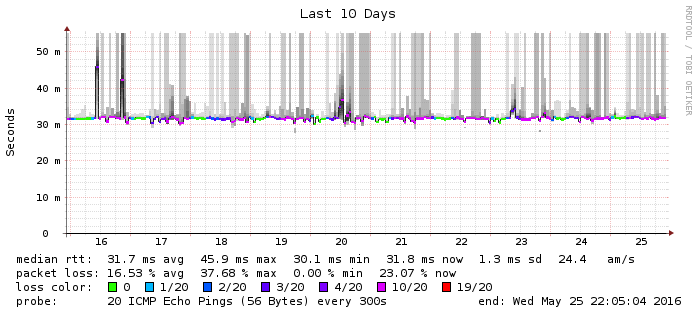 Last 10 Days
RRDTOOL / TOBI OETIKER
Seconds
50 m
40 m
30 m
20 m
10 m
0
16 17 18 19 20 21 22 23 24 25
median rtt: 31.7 ms avg 45.9 ms max 30.1 ms min 31.8 ms now 1.3 ms sd 24.4 am/s
packet loss: 16.53 % avg 37.68 % max 0.00 % min 23.07 % now
loss color: 0 1/20 2/20 3/20 4/20 10/20 19/20
probe: 20 ICMP Echo Pings (56 Bytes) every 300s end: Wed May 25 22:05:04 2016